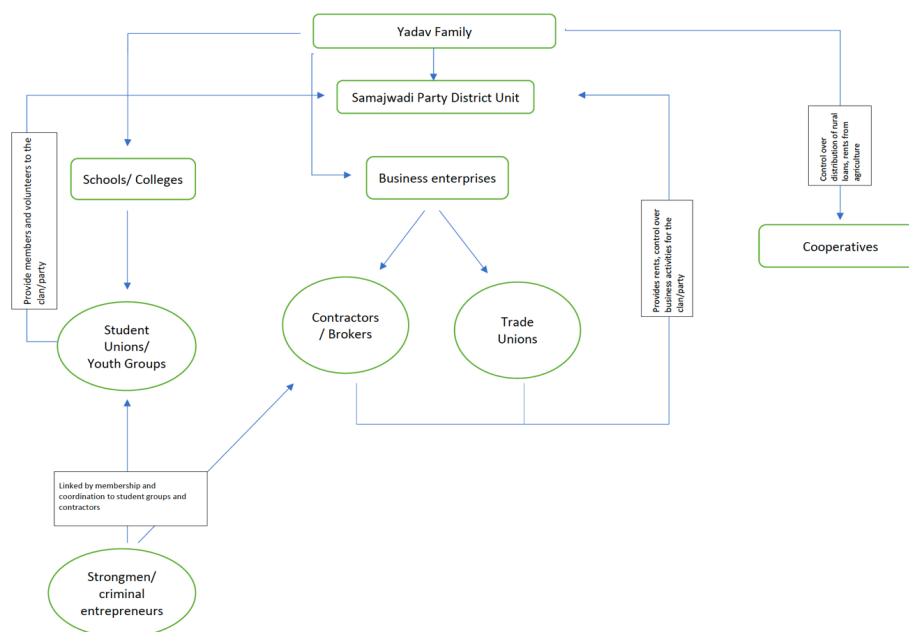 Yadav Family
Samajwadi Party District Unit
Provide members and volunteers to the
clan/party
Schools/ Colleges
Business enterprises
Control over
distribution of rural
loans, rents from
agriculture
Provides rents, control over
business activities for the
clan/party
Cooperatives
Student
Unions/
Youth Groups
Contractors
/ Brokers
Trade
Unions
Linked by membership and
coordination to student groups and
contractors
Strongmen/
criminal
entrepreneurs